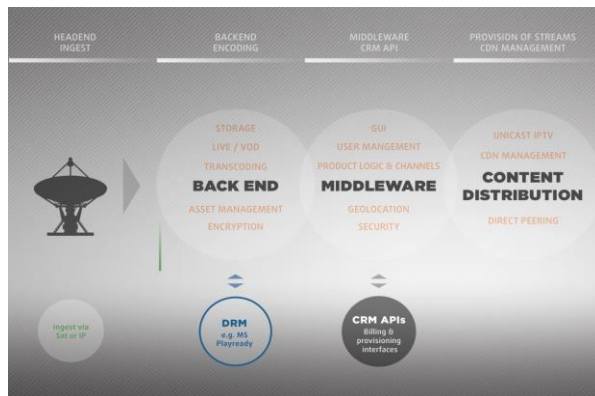 HEADEND
INGEST
BACKEND
ENCODING
MIDDLEWARE
CRM API
PROVISION OF STREAMS
CDN MANAGEMENT
STORAGE
LIVE / VOD
TRANSCODING
BACK END
ASSET MANAGEMENT
ENCRYPTION
GUI
USER MANGEMENT
PRODUCT LOGIC & CHANNELS
MIDDLEWARE
GEOLOCATION
SECURITY
UNICAST IPTV
CDN MANAGEMENT
CONTENT
DISTRIBUTION
DIRECT PEERING
Ingest via
Sat or IP
DRM
e.g. MS
Playready
CRM APIs
Billing &
provisioning
interfaces